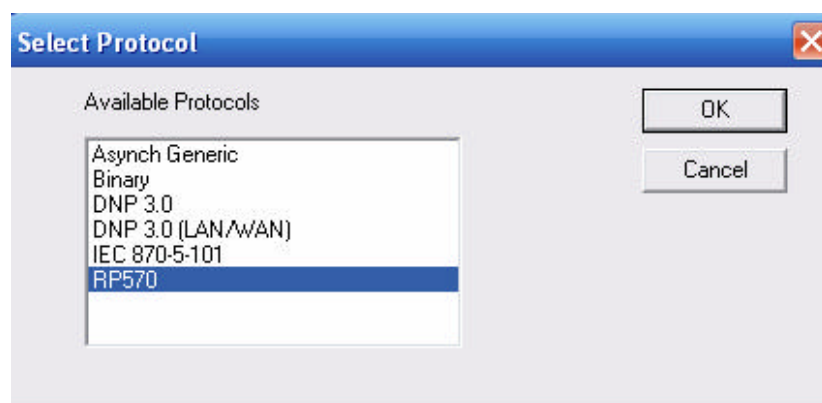 Select Protocol
Available Protocols
OK
Asynch Generic
Cancel
Binary
DNP 3.0
DNP 3.0 (LAN/WAN)
IEC 870-5-101
RP570